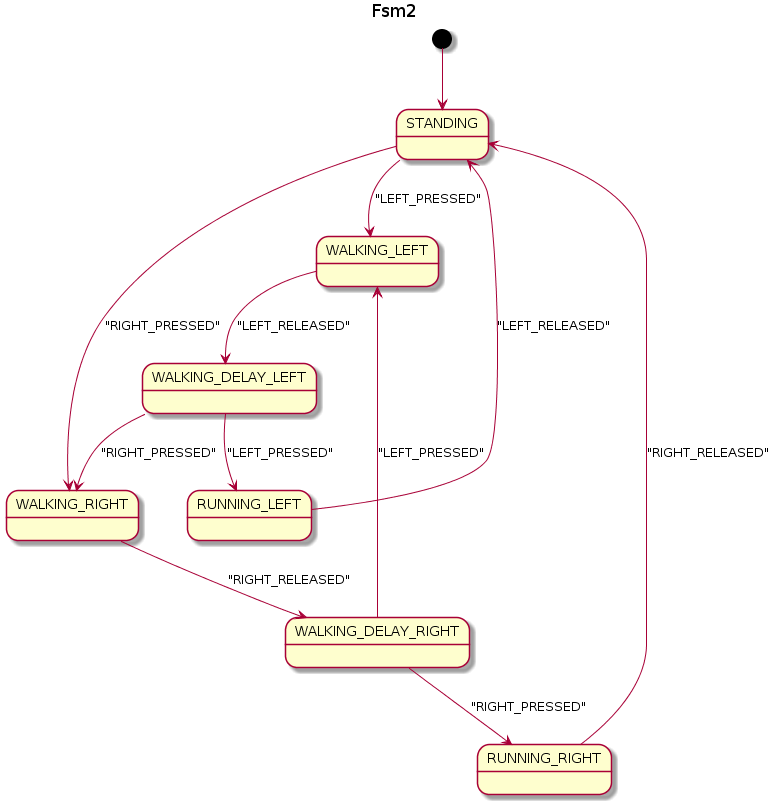 Fsm2
STANDING
"LEFT_PRESSED"
WALKING_LEFT
"RIGHT_PRESSED"
"LEFT_RELEASED"
"LEFT_RELEASED"
WALKING_DELAY_LEFT
"RIGHT_PRESSED"
"LEFT_PRESSED"
"LEFT_PRESSED"
"RIGHT_RELEASED"
WALKING_RIGHT
RUNNING_LEFT
"RIGHT_RELEASED"
WALKING_DELAY_RIGHT
"RIGHT_PRESSED"
RUNNING_RIGHT